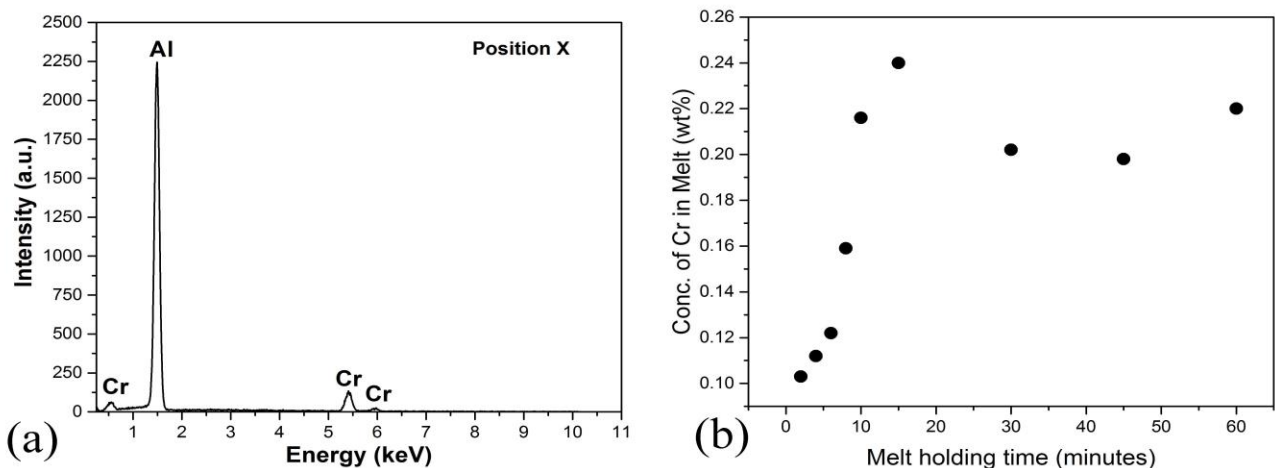 2500
2250
2000
1750
1500
1250
1000
750
500
250
0
Intensity (a.u.)
Al
Position X
Cr
Cr
Cr
1 2 3 4 5 6 7 8 9 10 11
Energy (keV)
(a)
0.26
0.24
0.22
0.20
0.18
0.16
0.14
0.12
0.10
Conc. of Cr in Melt (wt%)
0 10 20 30 40 50 60
Melt holding time (minutes)
(b)